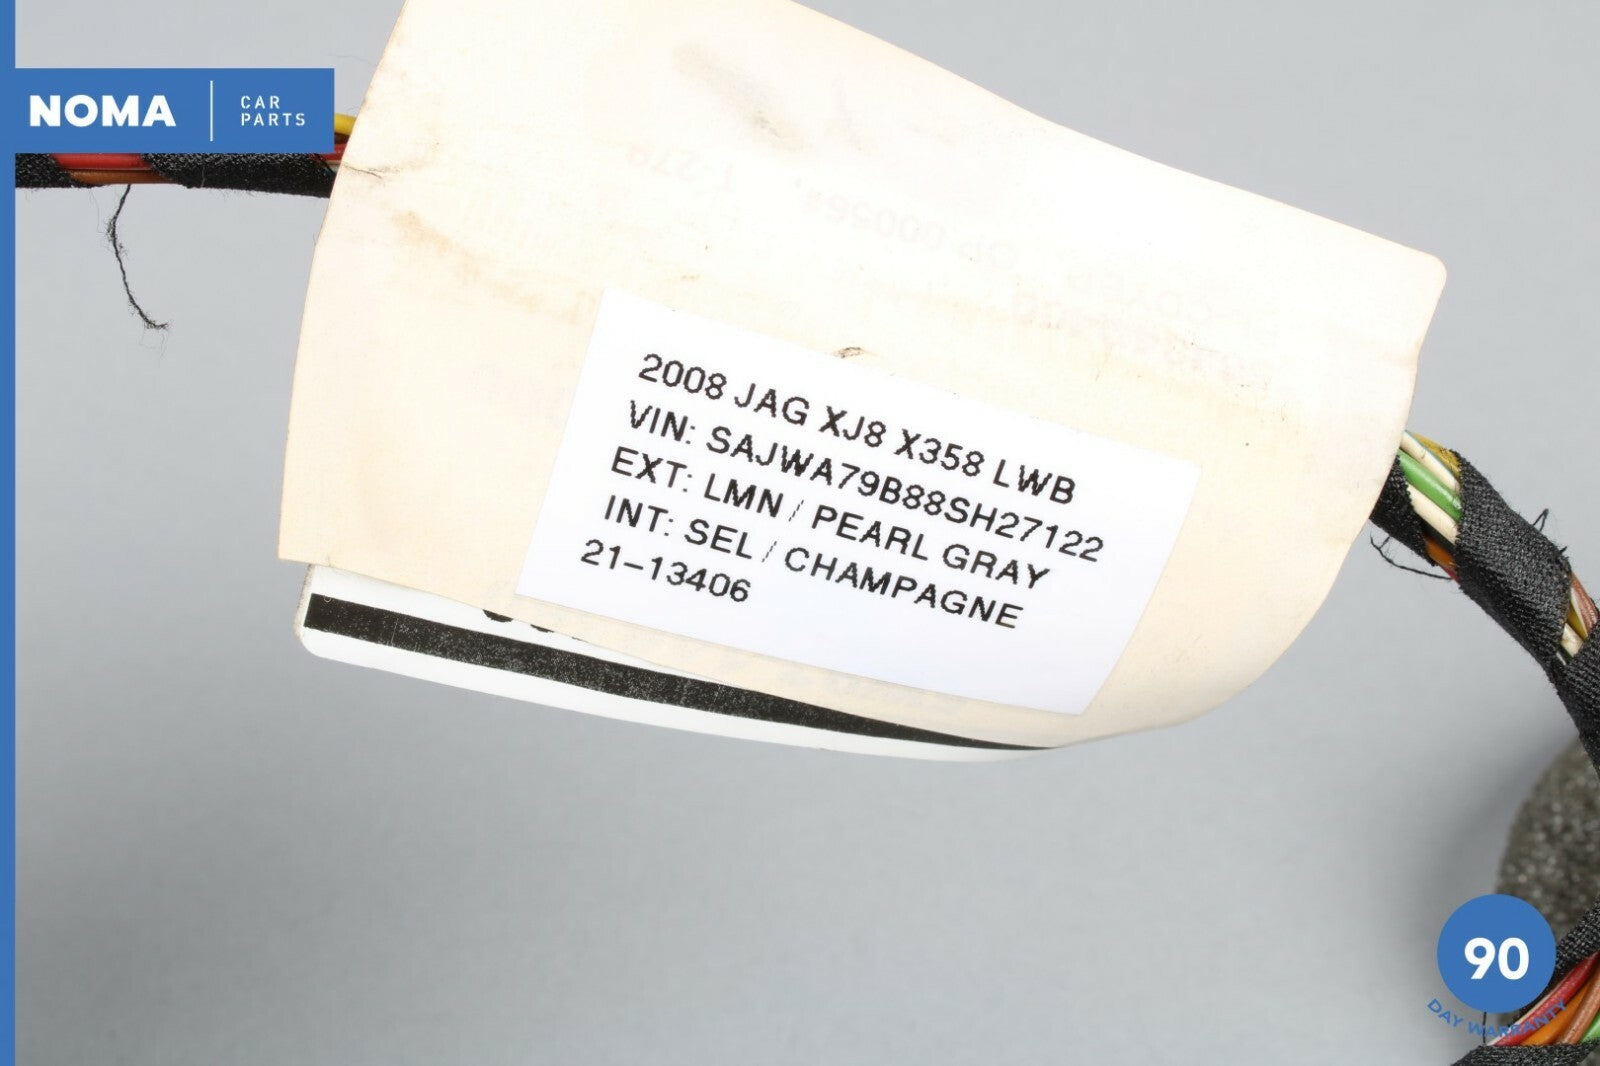 NOMA
CAR
PARTS
2008 JAG XJ8 X358 LWB
VIN: SAJWA79B88SH27122
EXT: LMN / PEARL GRAY
INT: SEL / CHAMPAGNE
21-13406
90
DAY WARRANTY